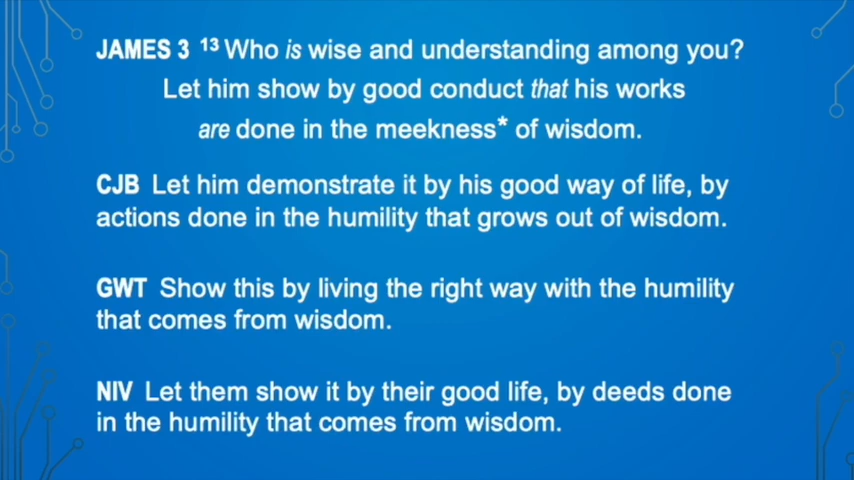 JAMES 3 13 Who is wise and understanding among you?
Let him show by good conduct that his works
are done in the meekness* of wisdom.
CJB Let him demonstrate it by his good way of life, by
actions done in the humility that grows out of wisdom.
GWT Show this by living the right way with the humility
that comes from wisdom.
NIV Let them show it by their good life, by deeds done
in the humility that comes from wisdom.